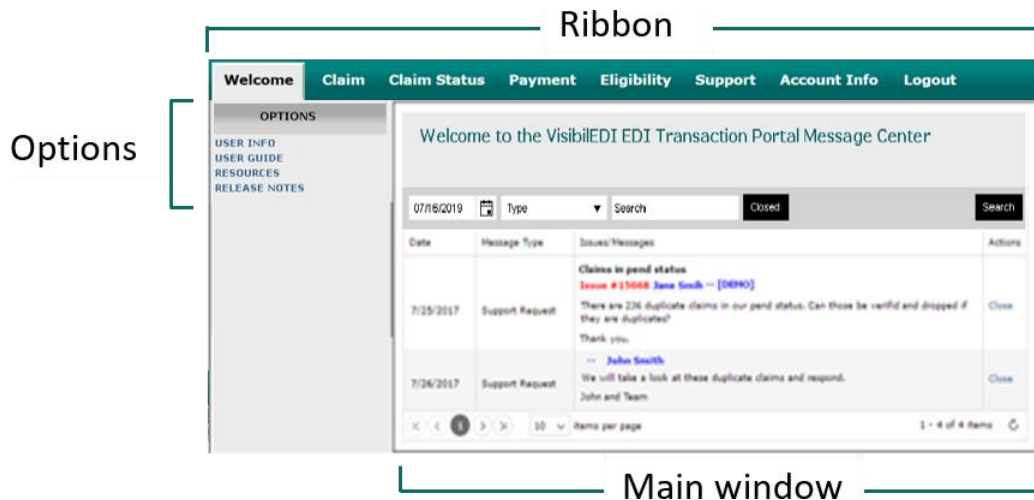 Ribbon
Welcome Claim Claim Status Payment Eligibility Support Account Info Logout
Options
OPTIONS
USER INFO
USER GUIDE
RESOURCES
RELEASE NOTES
Welcome to the VisibilEDI EDI Transaction Portal Message Center
07/16/2019 Type Search Closed Search
Date Message Type Issues/Messages Actions
Claims in pend status
Issue #15668 Jane Smih -- [DEMO]
7/25/2017 Support Request There are 236 duplicate claims in our pend status. Can those be verifid and dropped if Close
they are duplicates?
Thank you.
-- John Smith
7/26/2017 Support Request We will take a look at these duplicate claims and respond. Close
John and Team
1 10 items per page 1 - 4 of 4 items
Main window